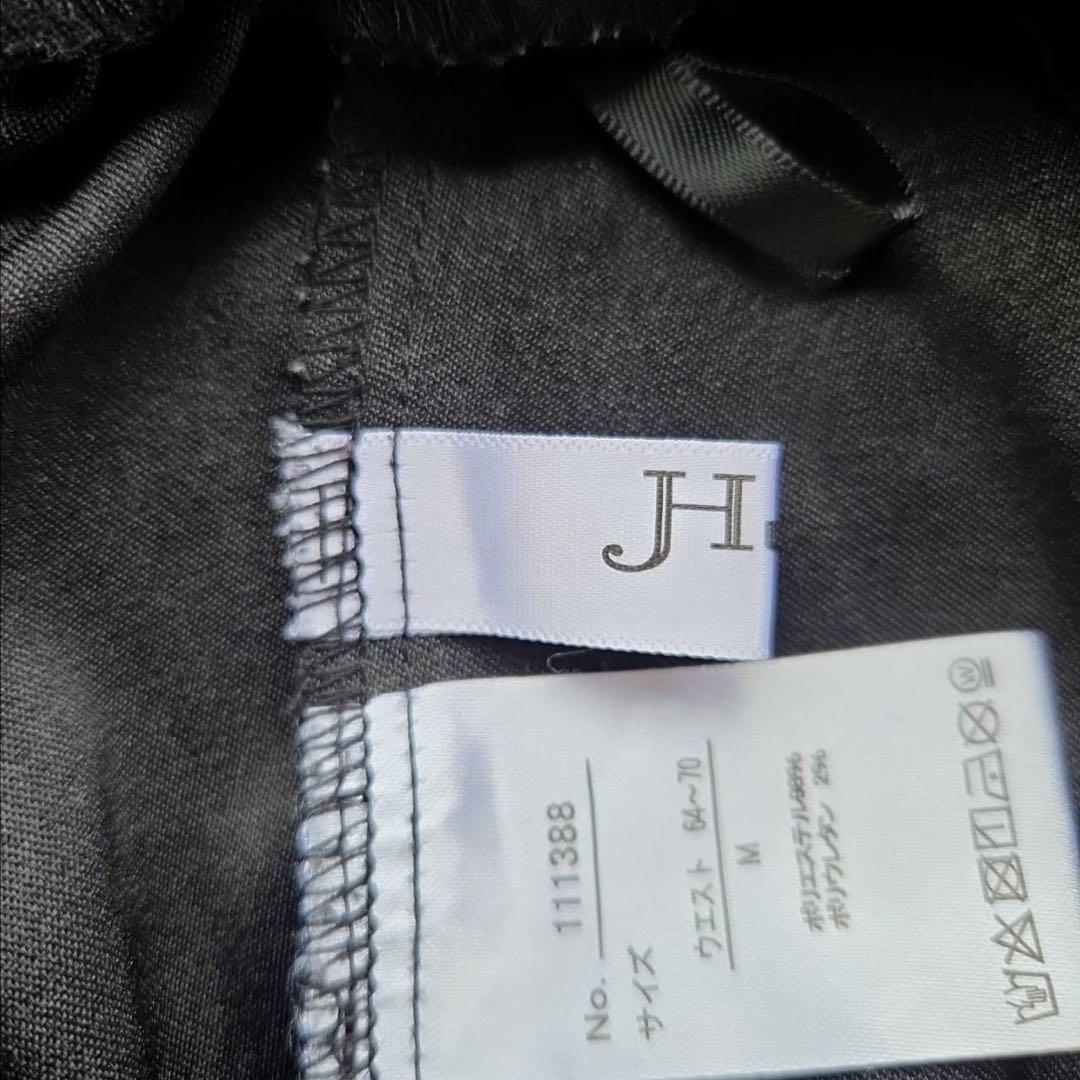 JH
No. 111388
サイズ
ウエスト 64〜70
M
ポリエステル98%
ポリウレタン 2%
W